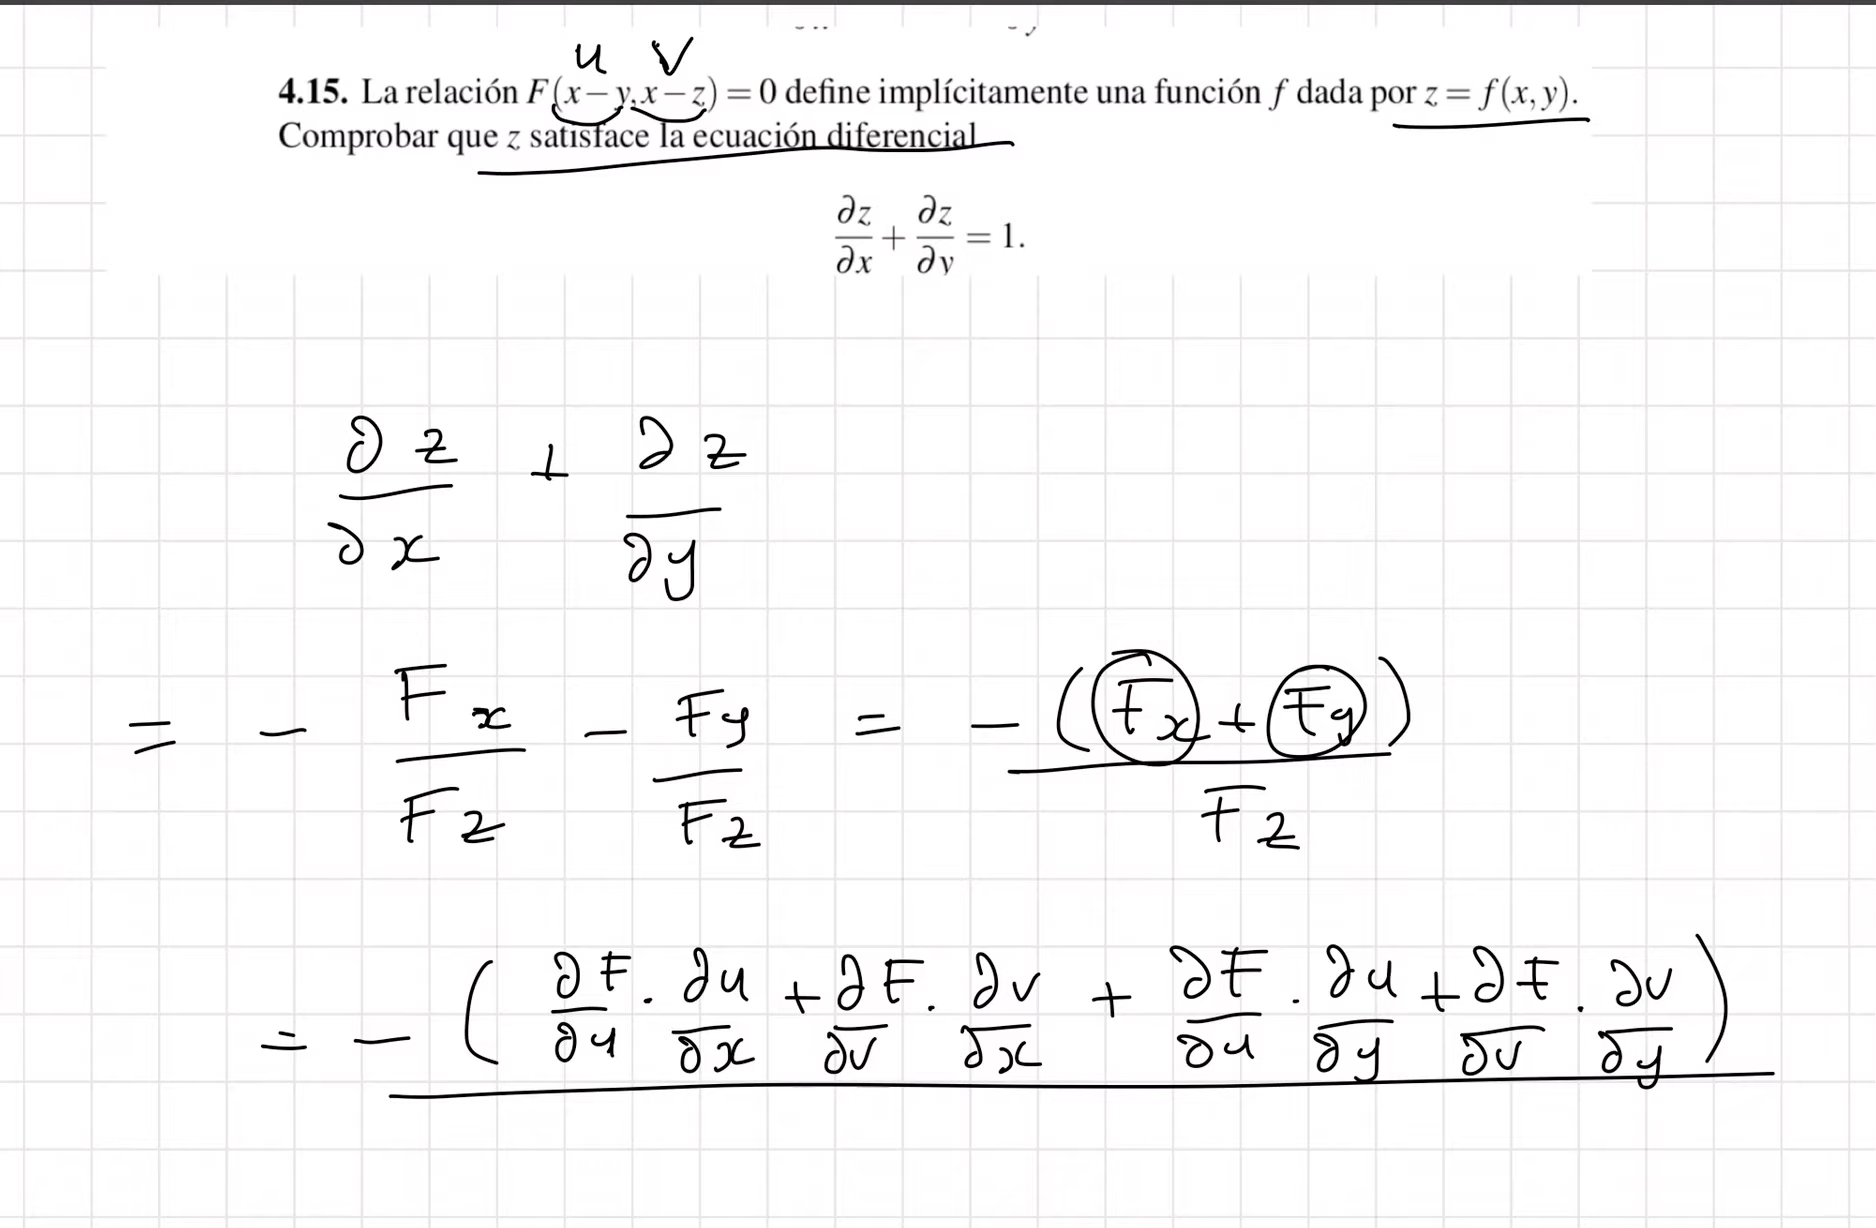 u v
4.15. La relación F(x − y, x − z) = 0 define implícitamente una función f dada por z = f(x, y).
Comprobar que z satisface la ecuación diferencial
∂z/∂x + ∂z/∂y = 1.
∂z/∂x + ∂z/∂y
= − Fx/Fz − Fy/Fz = −(Fx + Fy)/Fz
= − (∂F/∂u · ∂u/∂x + ∂F/∂v · ∂v/∂x + ∂F/∂u · ∂u/∂y + ∂F/∂v · ∂v/∂y)